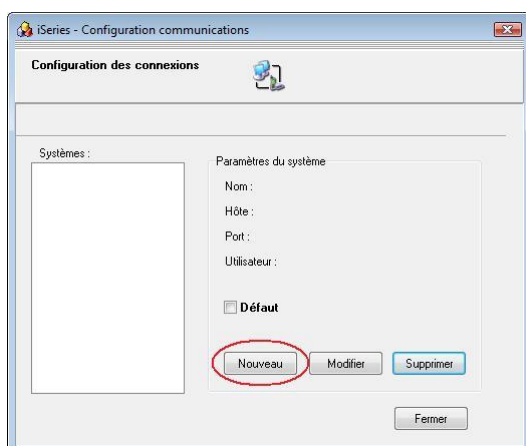 iSeries - Configuration communications
Configuration des connexions
Systèmes :
Paramètres du système
Nom :
Hôte :
Port :
Utilisateur :
Défaut
Nouveau Modifier Supprimer
Fermer